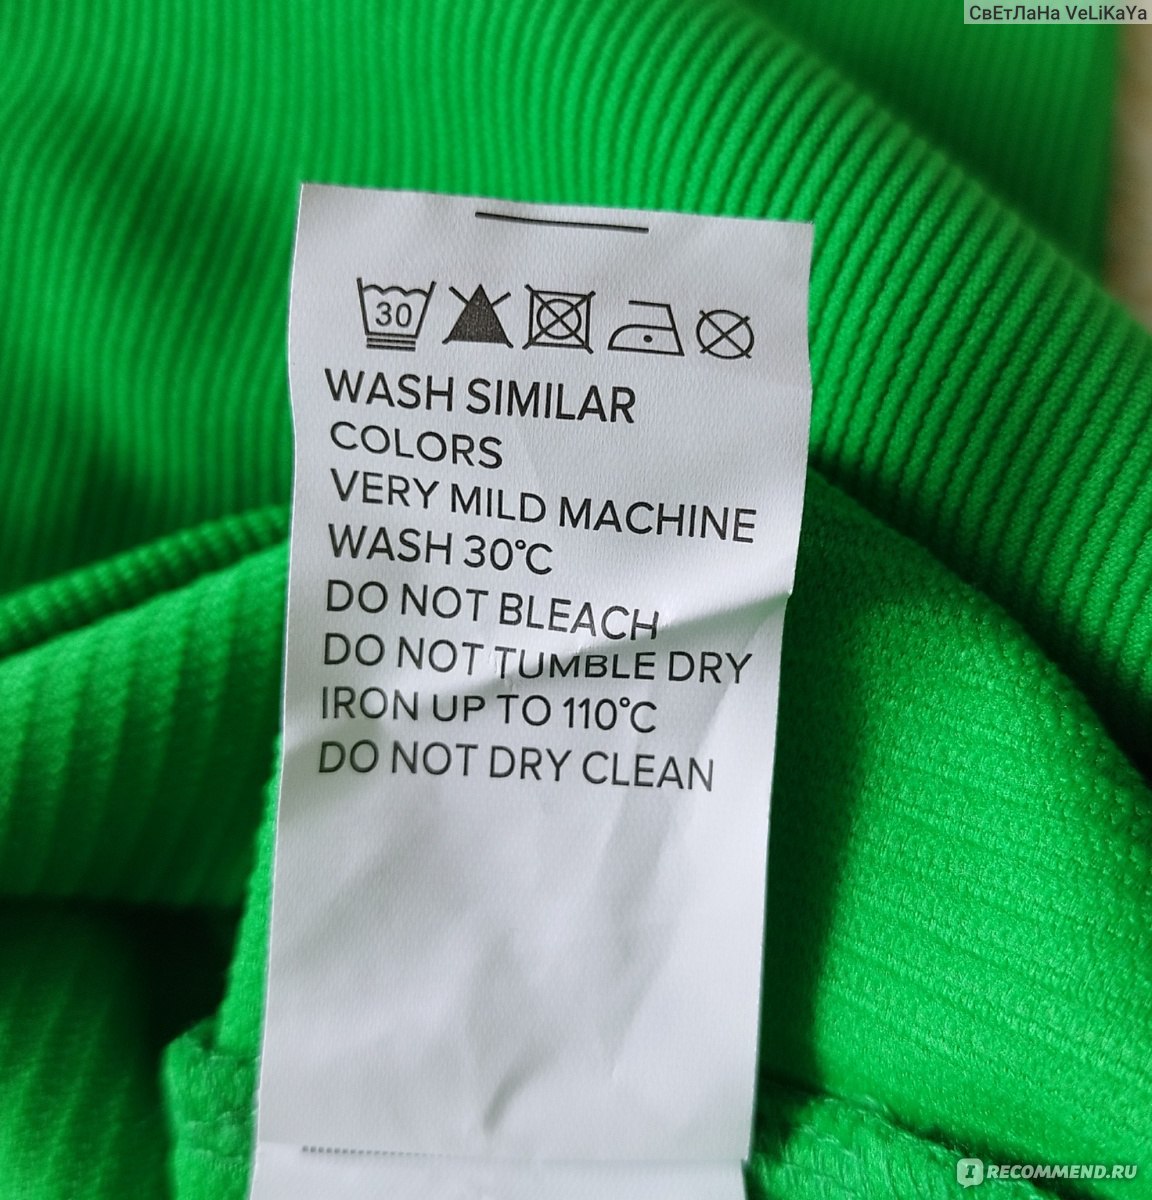 СвЕтЛаНа VeLiKaYa
30
WASH SIMILAR
COLORS
VERY MILD MACHINE
WASH 30°C
DO NOT BLEACH
DO NOT TUMBLE DRY
IRON UP TO 110°C
DO NOT DRY CLEAN
IRECOMMEND.RU